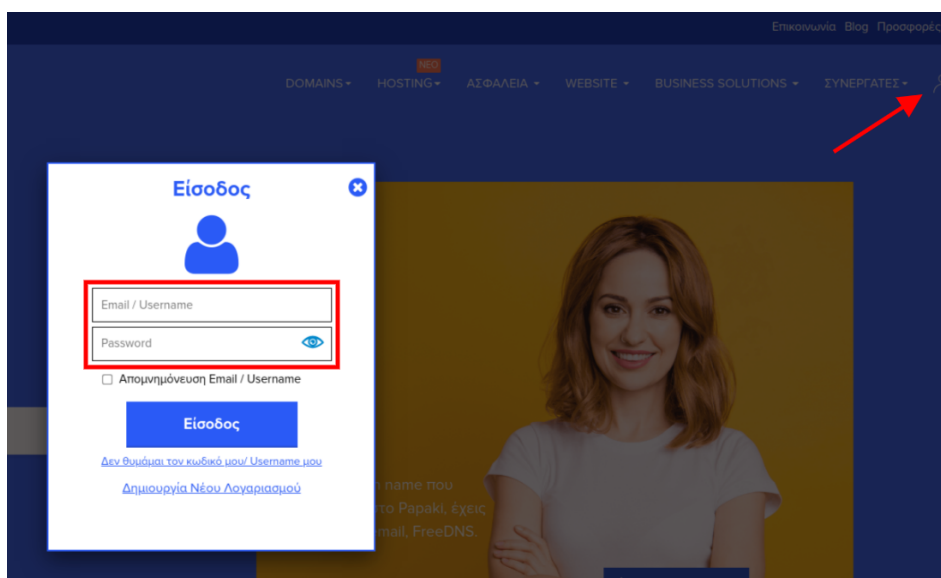 Επικοινωνία Blog Προσφορές
ΝΕΟ
DOMAINS HOSTING ΑΣΦΑΛΕΙΑ WEBSITE BUSINESS SOLUTIONS ΣΥΝΕΡΓΑΤΕΣ
Είσοδος
Email / Username
Password
Απομνημόνευση Email / Username
Είσοδος
Δεν θυμάμαι τον κωδικό μου/ Username μου
Δημιουργία Νέου Λογαριασμού
name που
το Papaki, έχεις
mail, FreeDNS.